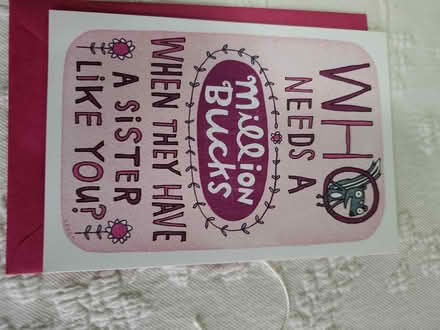 WHO
NEEDS A
Million
BUCKS
WHEN THEY HAVE
A SiSTER
LiKE YOU?